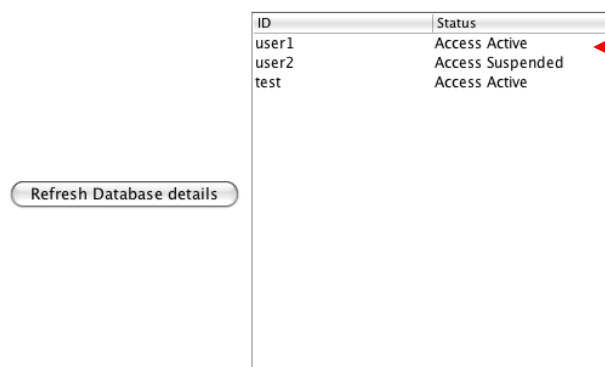 ID Status
user1 Access Active
user2 Access Suspended
test Access Active
Refresh Database details